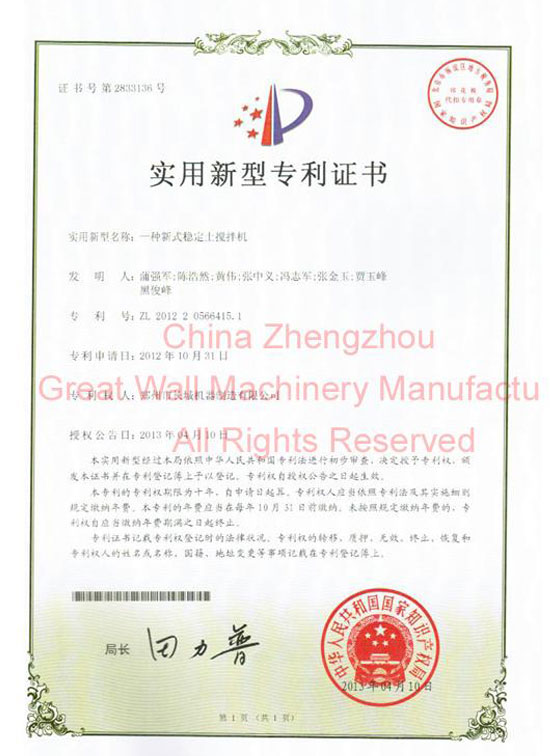 证书号第2833136号
实用新型专利证书
实用新型名称：一种新式稳定土搅拌机
发 明 人：蒲强军;陈浩然;黄伟;张中义;冯志军;张金玉;贾玉峰
黑俊峰
专 利 号：ZL 2012 2 0566415.1
China Zhengzhou
专利申请日：2012年10月31日
Great Wall Machinery Manufactu
专 利 权 人：郑州市长城机器制造有限公司
授权公告日：2013年04月10日
All Rights Reserved
本实用新型经过本局依照中华人民共和国专利法进行初步审查，决定授予专利权，颁
发本证书并在专利登记簿上予以登记。专利权自授权公告之日起生效。
本专利的专利权期限为十年，自申请日起算。专利权人应当依照专利法及其实施细则
规定缴纳年费。本专利的年费应当在每年10月31日前缴纳。未按照规定缴纳年费的，专
利权自应当缴纳年费期满之日起终止。
专利证书记载专利权登记时的法律状况。专利权的转移、质押、无效、终止、恢复和
专利权人的姓名或名称、国籍、地址变更等事项记载在专利登记簿上。
局长 田力普
中华人民共和国国家知识产权局
2013年04月10日
第1页（共1页）